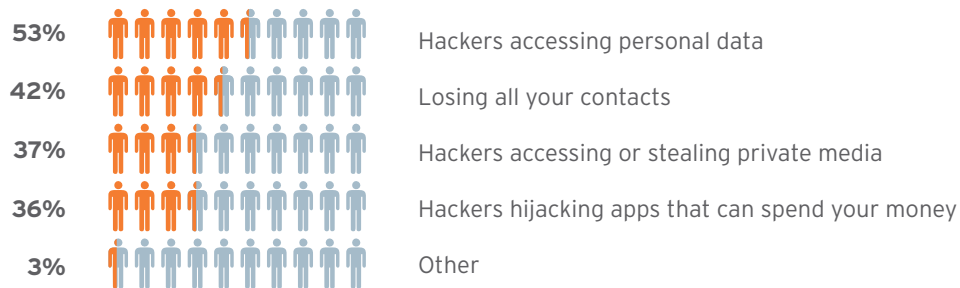 53% Hackers accessing personal data
42% Losing all your contacts
37% Hackers accessing or stealing private media
36% Hackers hijacking apps that can spend your money
3% Other